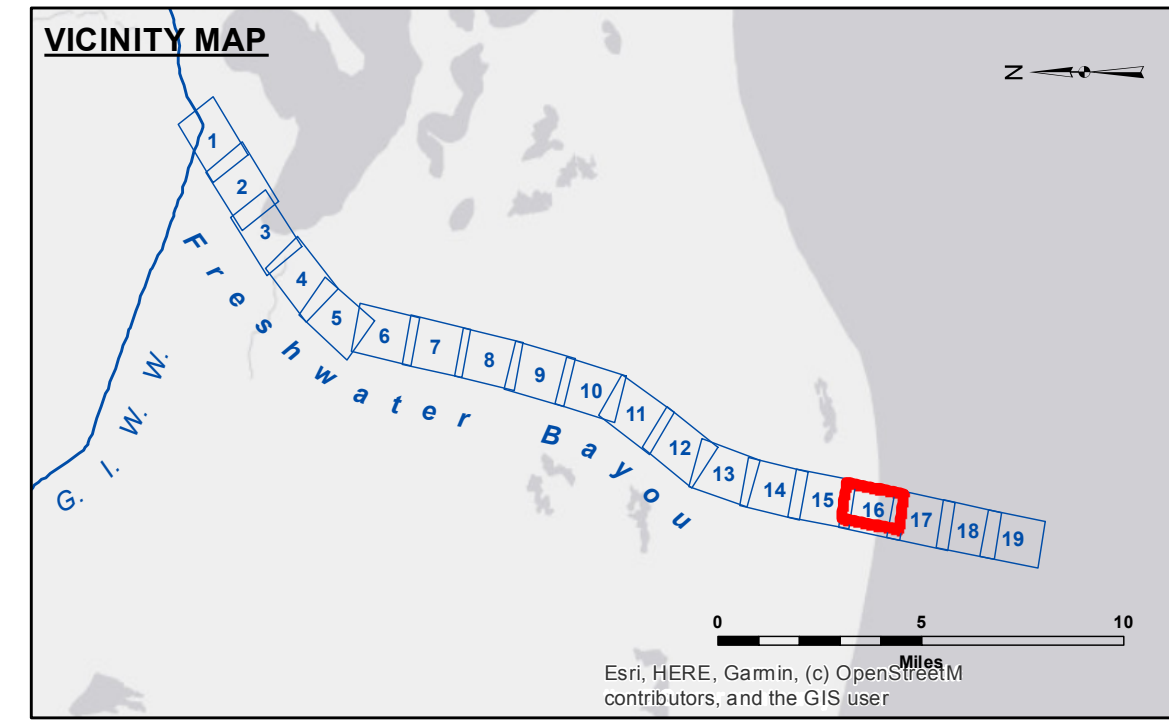 VICINITY MAP
N
1
2
3
4
5
6
7
8
9
10
11
12
13
14
15
16
17
18
19
Freshwater Bayou
G. I. W. W.
0 5 10
Miles
Esri, HERE, Garmin, (c) OpenStreetM
contributors, and the GIS user